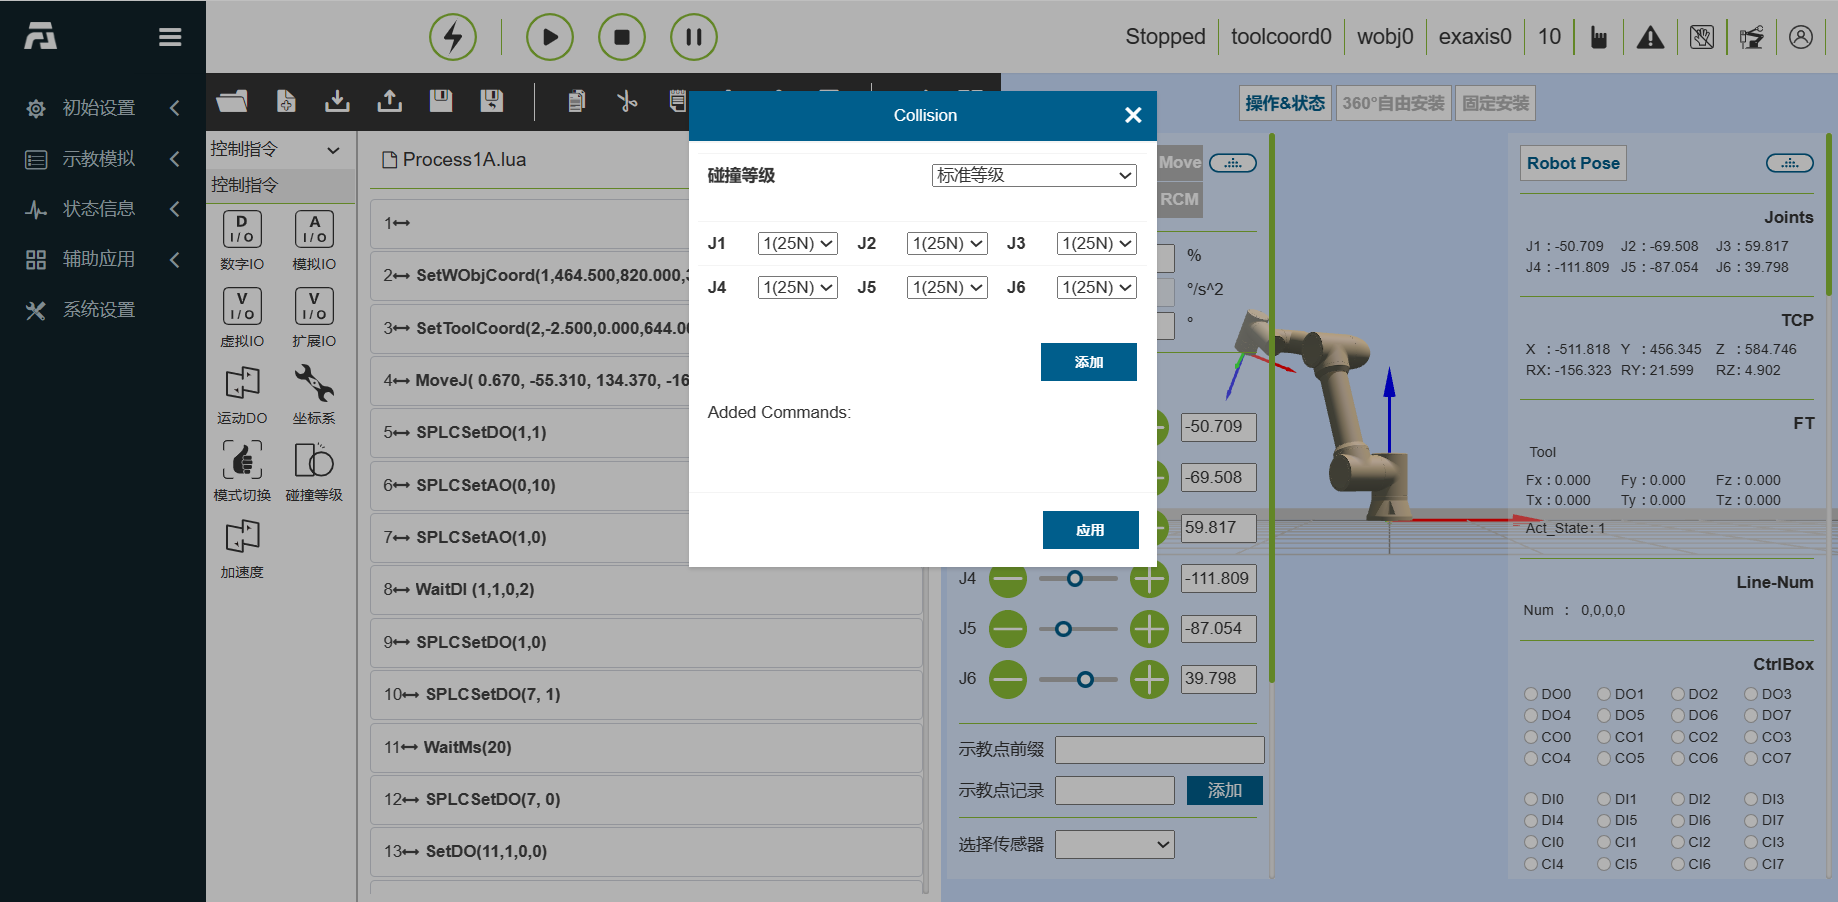 Stopped
toolcoord0
wobj0
exaxis0
10
初始设置
示教模拟
状态信息
辅助应用
系统设置
控制指令
控制指令
D
I/O
数字IO
A
I/O
模拟IO
V
I/O
虚拟IO
V
I/O
扩展IO
运动DO
坐标系
模式切换
碰撞等级
加速度
Process1A.lua
1
2 SetWObjCoord(1,464.500,820.000,
3 SetToolCoord(2,-2.500,0.000,644.0
4 MoveJ( 0.670, -55.310, 134.370, -16
5 SPLCSetDO(1,1)
6 SPLCSetAO(0,10)
7 SPLCSetAO(1,0)
8 WaitDI (1,1,0,2)
9 SPLCSetDO(1,0)
10 SPLCSetDO(7, 1)
11 WaitMs(20)
12 SPLCSetDO(7, 0)
13 SetDO(11,1,0,0)
Collision
碰撞等级 标准等级
J1 1(25N) J2 1(25N) J3 1(25N)
J4 1(25N) J5 1(25N) J6 1(25N)
添加
Added Commands:
应用
操作&状态
360°自由安装
固定安装
Move
RCM
%
°/s^2
°
-50.709
-69.508
59.817
J4 -111.809
J5 -87.054
J6 39.798
示教点前缀
示教点记录 添加
选择传感器
Robot Pose
Joints
J1 : -50.709 J2 : -69.508 J3 : 59.817
J4 : -111.809 J5 : -87.054 J6 : 39.798
TCP
X : -511.818 Y : 456.345 Z : 584.746
RX: -156.323 RY: 21.599 RZ: 4.902
FT
Tool
Fx : 0.000 Fy : 0.000 Fz : 0.000
Tx : 0.000 Ty : 0.000 Tz : 0.000
Act_State: 1
Line-Num
Num : 0,0,0,0
CtrlBox
DO0 DO1 DO2 DO3
DO4 DO5 DO6 DO7
CO0 CO1 CO2 CO3
CO4 CO5 CO6 CO7
DI0 DI1 DI2 DI3
DI4 DI5 DI6 DI7
CI0 CI1 CI2 CI3
CI4 CI5 CI6 CI7